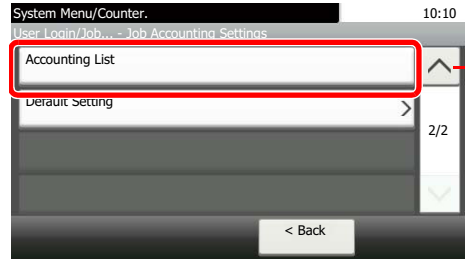 System Menu/Counter. 10:10
User Login/Job... - Job Accounting Settings
Accounting List
Default Setting
2/2
< Back